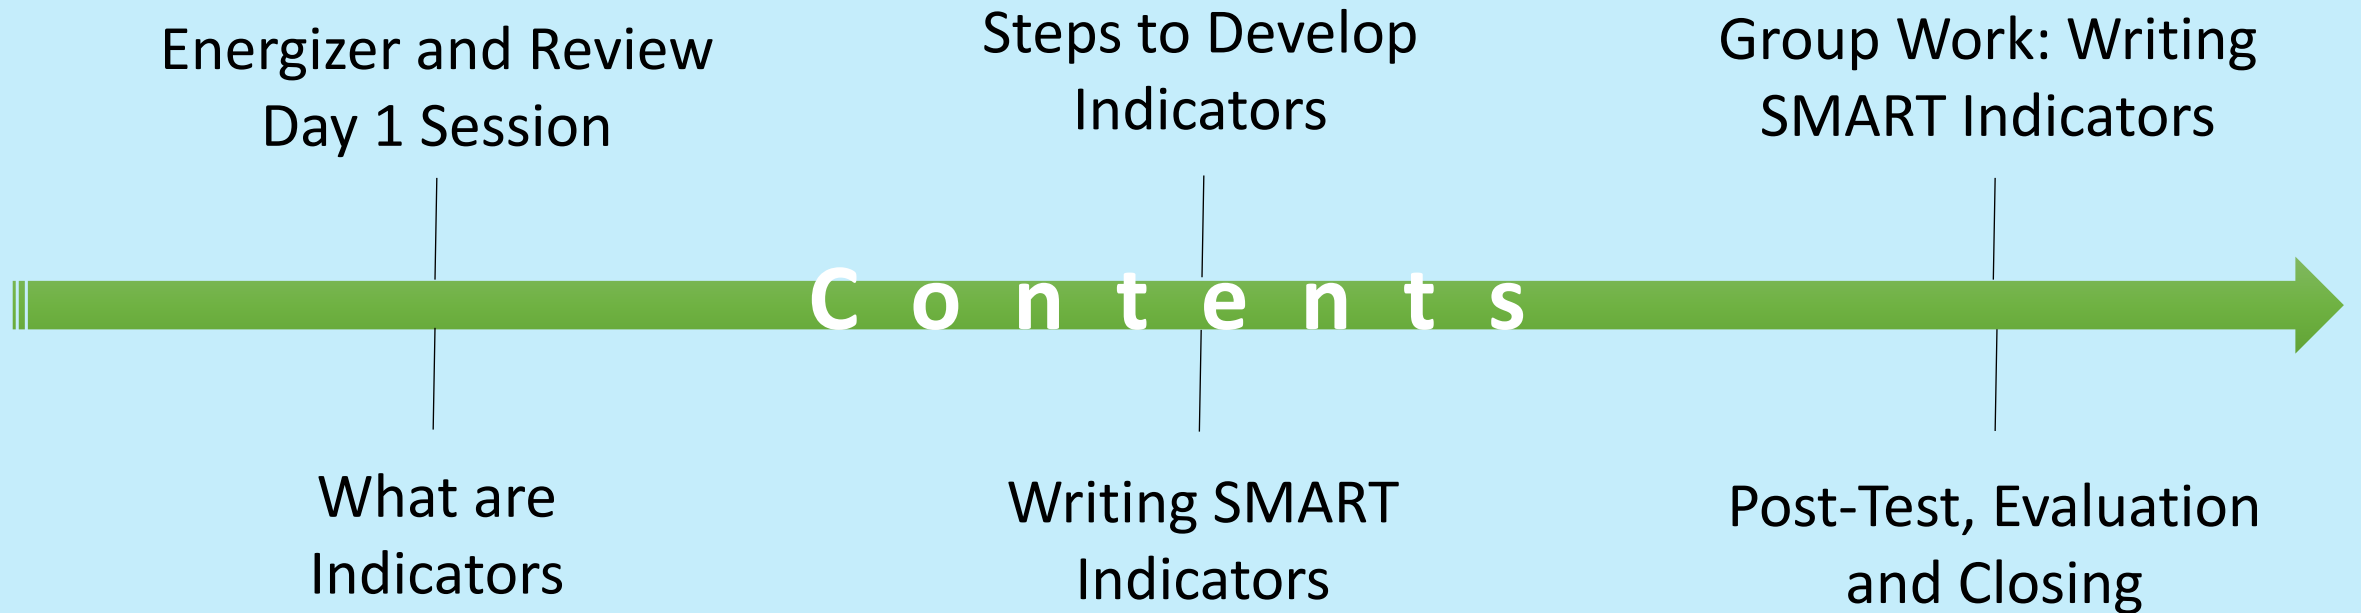 Energizer and Review
Day 1 Session
Steps to Develop
Indicators
Group Work: Writing
SMART Indicators
Contents
What are
Indicators
Writing SMART
Indicators
Post-Test, Evaluation
and Closing